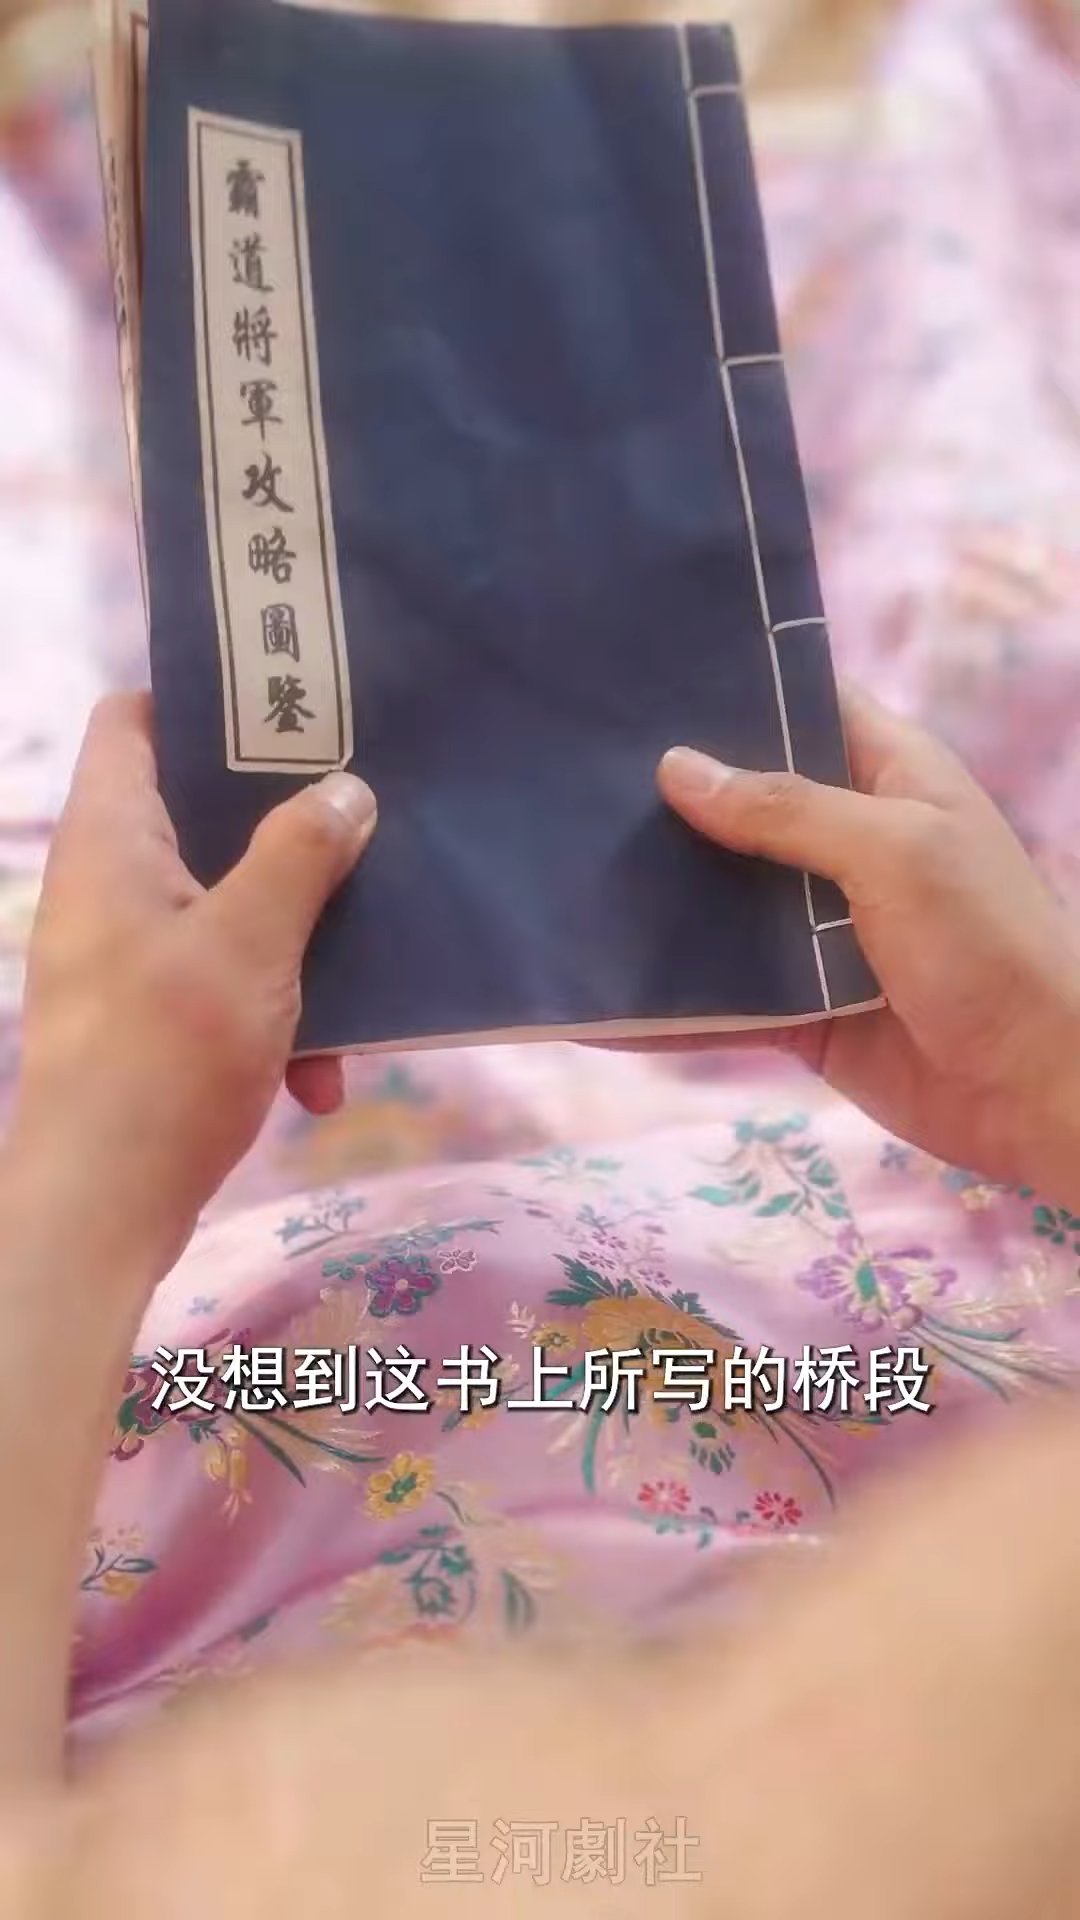 霸道將軍攻略圖鑒
没想到这书上所写的桥段
星河劇社